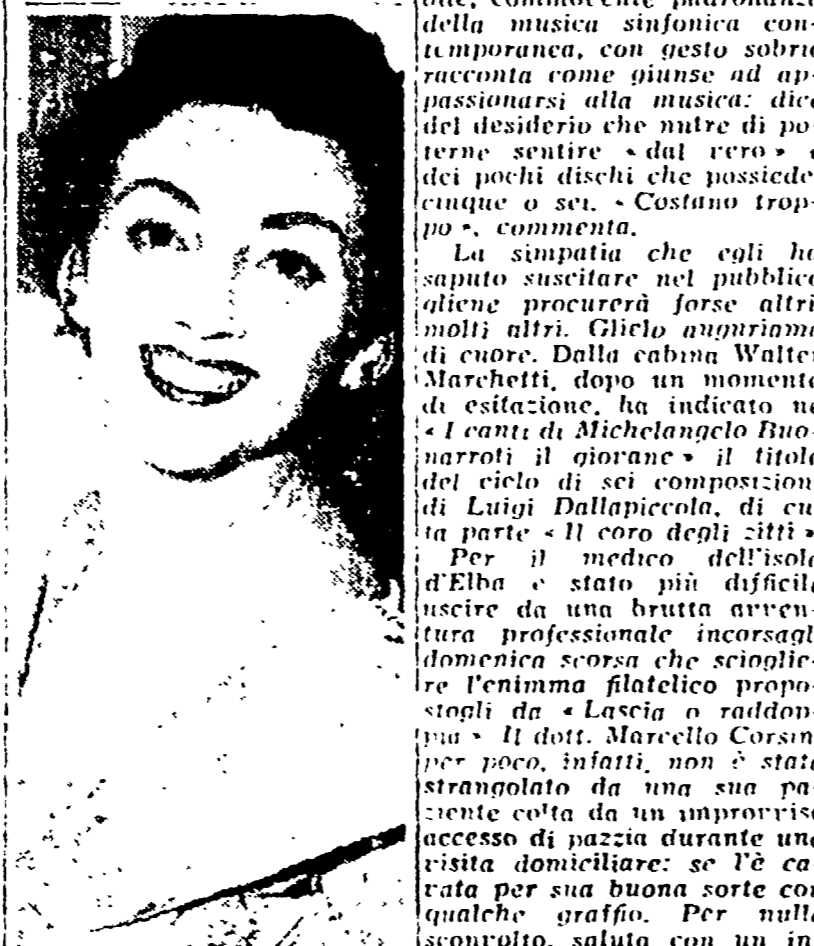 della musica sinfonica con-
temporanea, con gesto sobrio
racconta come giunse ad ap-
passionarsi alla musica: dice
del desiderio che nutre di po-
terne sentire « dal vero »
dei pochi dischi che possiede,
cinque o sei. « Costano trop-
po », commenta.
La simpatia che egli ha
saputo suscitare nel pubblico
gliene procurerà forse altri,
molti altri. Glielo auguriamo
di cuore. Dalla cabina Walter
Marchetti, dopo un momento
di esitazione, ha indicato ne
« I canti di Michelangelo Buo-
narroti il giovane » il titolo
del ciclo di sei composizioni
di Luigi Dallapiccola, di cu
fa parte « Il coro degli zitti »
Per il medico dell'isola
d'Elba e stato più difficile
uscire da una brutta avven-
tura professionale incorsagli
domenica scorsa che scioglie-
re l'enimma filatelico propo-
stogli da « Lascia o raddop-
pia » Il dott. Marcello Corsini
per poco, infatti, non è stato
strangolato da una sua pa-
ziente colta da un improvviso
accesso di pazzia durante una
visita domiciliare: se l'è ca-
vata per sua buona sorte con
qualche graffio. Per nulla
sconvolto, saluta con un in-